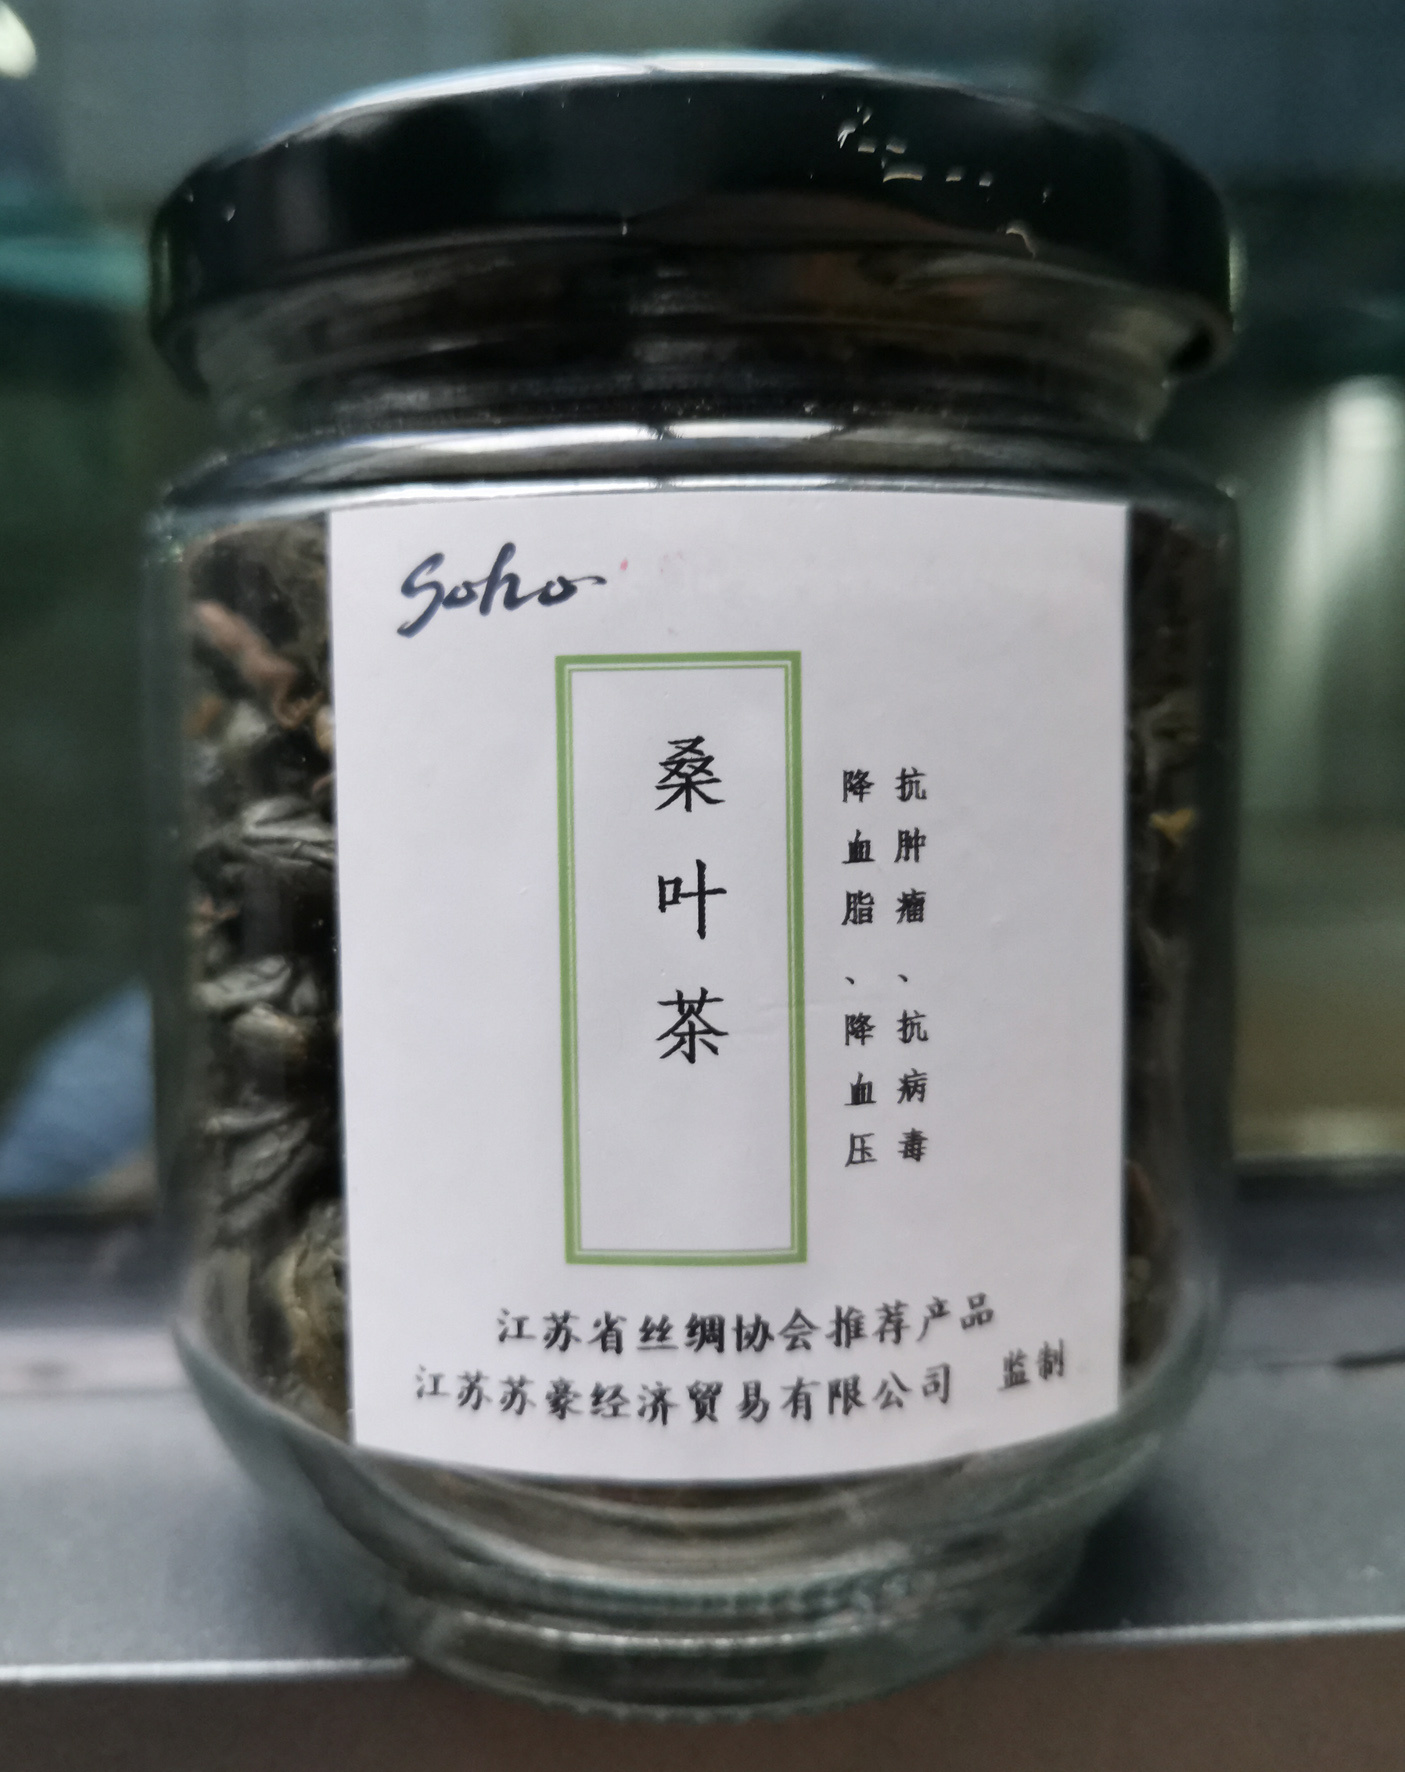 Soho
桑叶茶
抗肿瘤、抗病毒
降血脂、降血压
江苏省丝绸协会推荐产品
江苏苏豪经济贸易有限公司 监制